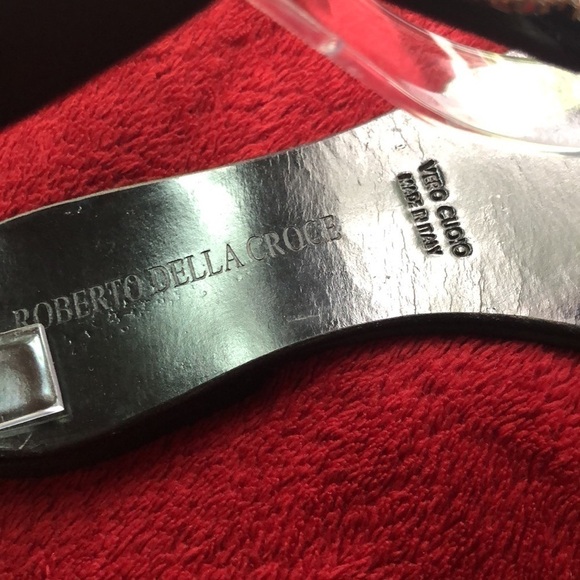 ROBERTO DELLA CROCE
VERO CUOIO
MADE IN ITALY